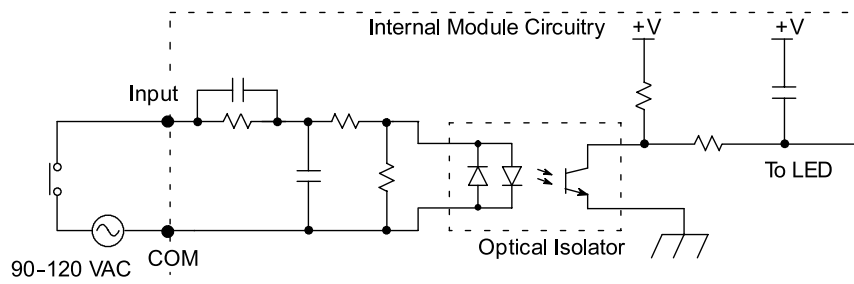 Internal Module Circuitry
+V
+V
Input
To LED
COM
Optical Isolator
90–120 VAC